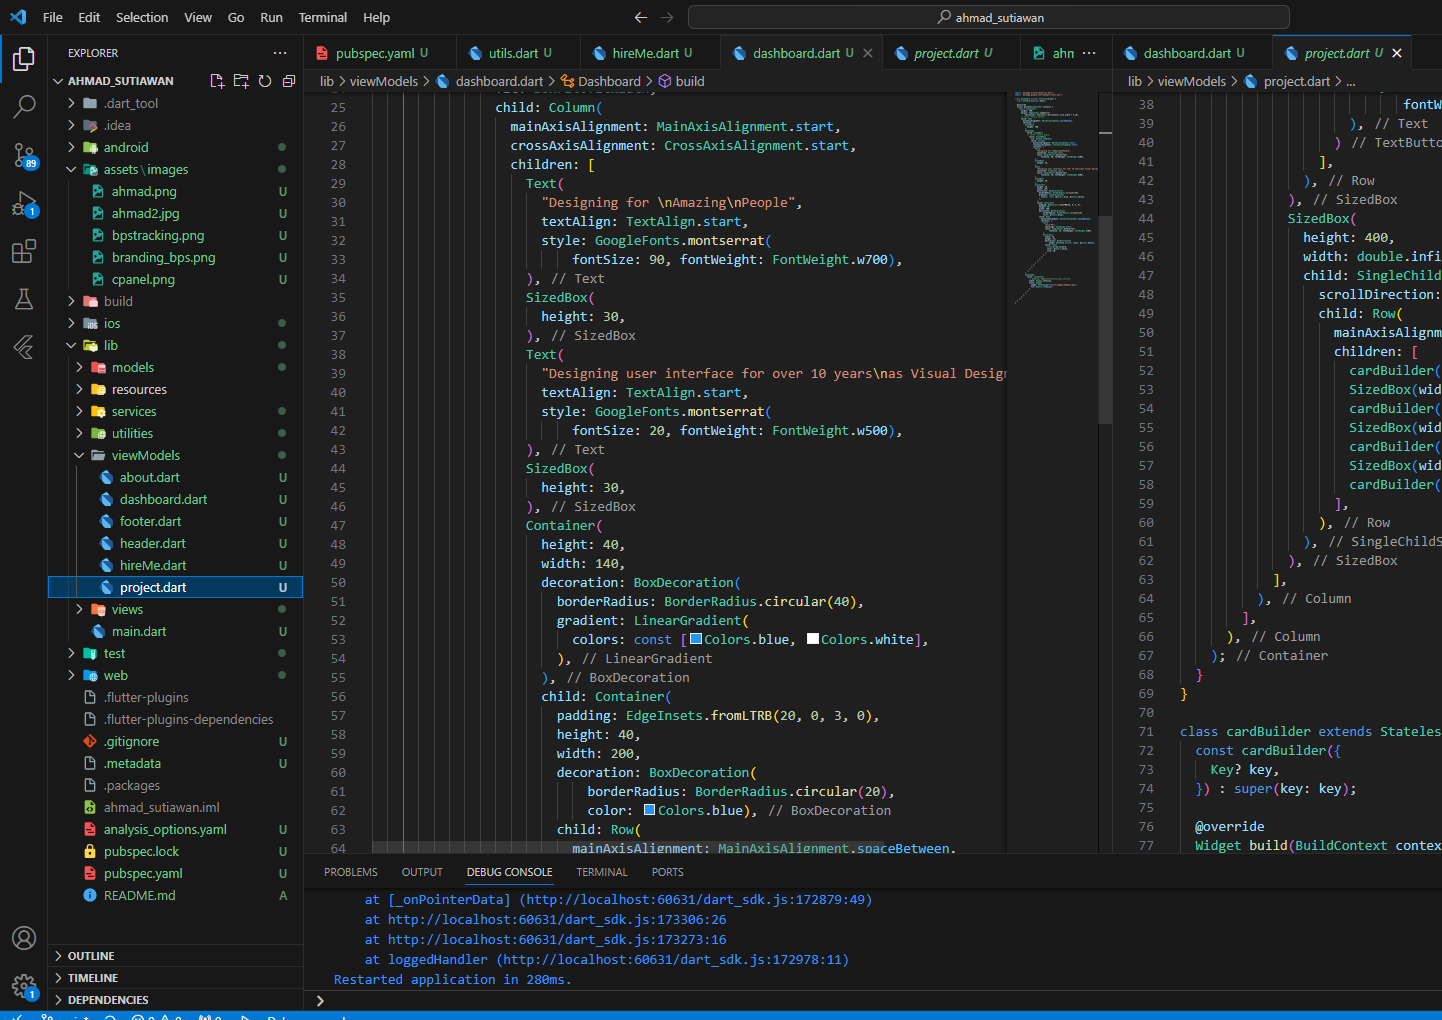 File Edit Selection View Go Run Terminal Help
ahmad_sutiawan
EXPLORER
AHMAD_SUTIAWAN
.dart_tool
.idea
android
assets\images
ahmad.png U
ahmad2.jpg U
bpstracking.png U
branding_bps.png U
cpanel.png U
build
ios
lib
models
resources
services
utilities
viewModels
about.dart U
dashboard.dart U
footer.dart U
header.dart U
hireMe.dart U
project.dart U
views
main.dart U
test
web
.flutter-plugins
.flutter-plugins-dependencies
.gitignore U
.metadata U
.packages
ahmad_sutiawan.iml
analysis_options.yaml U
pubspec.lock U
pubspec.yaml U
README.md A
OUTLINE
TIMELINE
DEPENDENCIES
89
1
1
pubspec.yaml U utils.dart U hireMe.dart U dashboard.dart U project.dart U ahm
lib > viewModels > dashboard.dart > Dashboard > build
25 child: Column(
26 mainAxisAlignment: MainAxisAlignment.start,
27 crossAxisAlignment: CrossAxisAlignment.start,
28 children: [
29 Text(
30 "Designing for \nAmazing\nPeople",
31 textAlign: TextAlign.start,
32 style: GoogleFonts.montserrat(
33 fontSize: 90, fontWeight: FontWeight.w700),
34 ), // Text
35 SizedBox(
36 height: 30,
37 ), // SizedBox
38 Text(
39 "Designing user interface for over 10 years\nas Visual Desig
40 textAlign: TextAlign.start,
41 style: GoogleFonts.montserrat(
42 fontSize: 20, fontWeight: FontWeight.w500),
43 ), // Text
44 SizedBox(
45 height: 30,
46 ), // SizedBox
47 Container(
48 height: 40,
49 width: 140,
50 decoration: BoxDecoration(
51 borderRadius: BorderRadius.circular(40),
52 gradient: LinearGradient(
53 colors: const [Colors.blue, Colors.white],
54 ), // LinearGradient
55 ), // BoxDecoration
56 child: Container(
57 padding: EdgeInsets.fromLTRB(20, 0, 3, 0),
58 height: 40,
59 width: 200,
60 decoration: BoxDecoration(
61 borderRadius: BorderRadius.circular(20),
62 color: Colors.blue), // BoxDecoration
63 child: Row(
64 mainAxisAlignment: MainAxisAlignment.spaceBetween,
dashboard.dart U project.dart U
lib > viewModels > project.dart > ...
38 fontW
39 ), // Text
40 ) // TextButto
41 ],
42 ), // Row
43 ), // SizedBox
44 SizedBox(
45 height: 400,
46 width: double.infi
47 child: SingleChild
48 scrollDirection:
49 child: Row(
50 mainAxisAlignm
51 children: [
52 cardBuilder(
53 SizedBox(wid
54 cardBuilder(
55 SizedBox(wid
56 cardBuilder(
57 SizedBox(wid
58 cardBuilder(
59 ],
60 ), // Row
61 ), // SingleChildS
62 ), // SizedBox
63 ],
64 ), // Column
65 ],
66 ), // Column
67 ); // Container
68 }
69 }
70
71 class cardBuilder extends Stateles
72 const cardBuilder({
73 Key? key,
74 }) : super(key: key);
75
76 @override
77 Widget build(BuildContext contex
PROBLEMS OUTPUT DEBUG CONSOLE TERMINAL PORTS
at [_onPointerData] (http://localhost:60631/dart_sdk.js:172879:49)
at http://localhost:60631/dart_sdk.js:173306:26
at http://localhost:60631/dart_sdk.js:173273:16
at loggedHandler (http://localhost:60631/dart_sdk.js:172978:11)
Restarted application in 280ms.